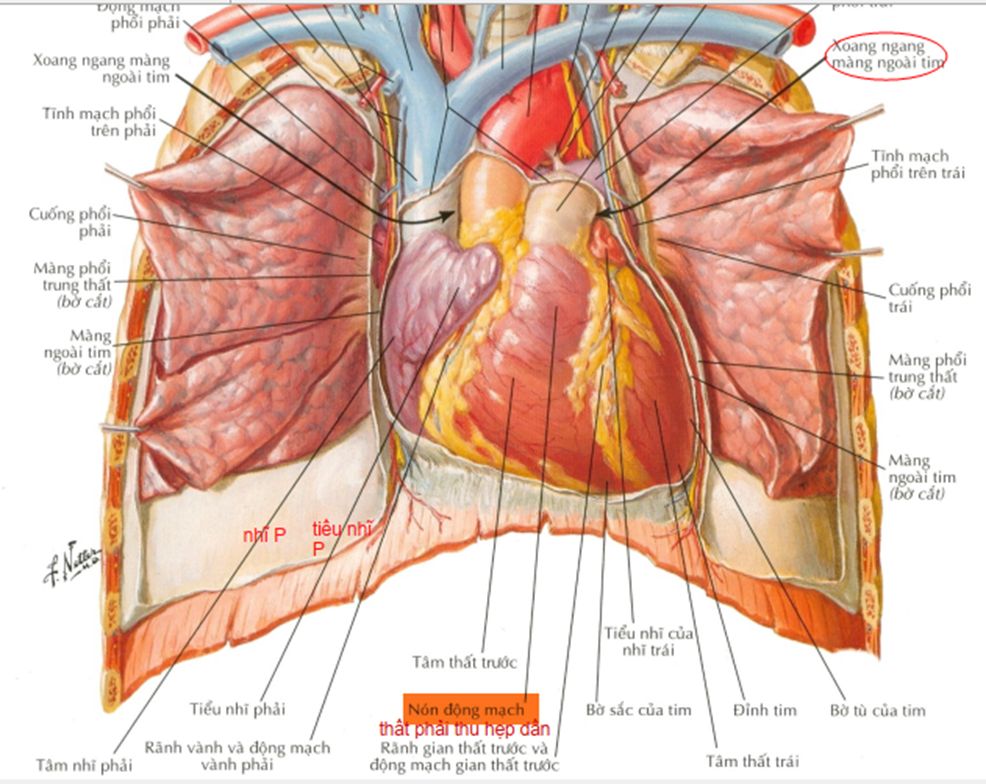 Động mạch
phổi phải
Xoang ngang màng
ngoài tim
Tĩnh mạch phổi
trên phải
Cuống phổi
phải
Màng phổi
trung thất
(bờ cắt)
Màng
ngoài tim
(bờ cắt)
Xoang ngang
màng ngoài tim
Tĩnh mạch
phổi trên trái
Cuống phổi
trái
Màng phổi
trung thất
(bờ cắt)
Màng
ngoài tim
(bờ cắt)
nhĩ P
tiêu nhĩ
P
F. Netter
Tiểu nhĩ của
nhĩ trái
Tâm thất trước
Tiểu nhĩ phải
Nón động mạch
thất phải thu hẹp dần
Bờ sắc của tim
Đỉnh tim
Bờ tù của tim
Tâm nhĩ phải
Rãnh vành và động mạch
vành phải
Rãnh gian thất trước và
động mạch gian thất trước
Tâm thất trái